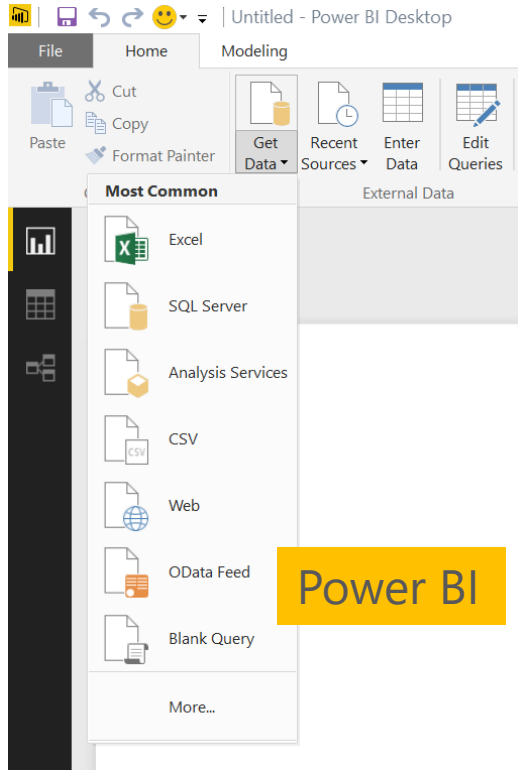 Untitled - Power BI Desktop
File Home Modeling
Cut
Copy
Format Painter
Paste
Get Data
Recent Sources
Enter Data
Edit Queries
External Data
Most Common
Excel
SQL Server
Analysis Services
CSV
CSV
Web
OData Feed
Power BI
Blank Query
More...